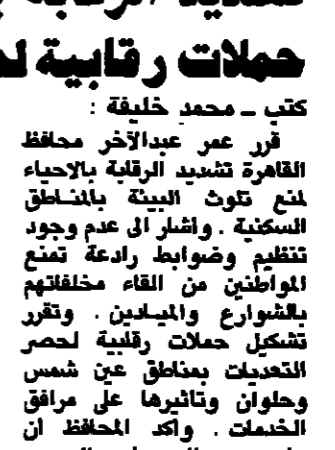 تشديد الرقابة
حملات رقابية
كتب ـ محمد خليفة :
قرر عمر عبدالآخر محافظ
القاهرة تشديد الرقابة بالاحياء
لمنع تلوث البيئة بالمناطق
السكنية . واشار الى عدم وجود
تنظيم وضوابط رادعة تمنع
المواطنين من القاء مخلفاتهم
بالشوارع والميادين . وتقرر
تشكيل حملات رقابية لحصر
التعديات بمناطق عين شمس
وحلوان وتاثيرها على مرافق
الخدمات . واكد المحافظ ان